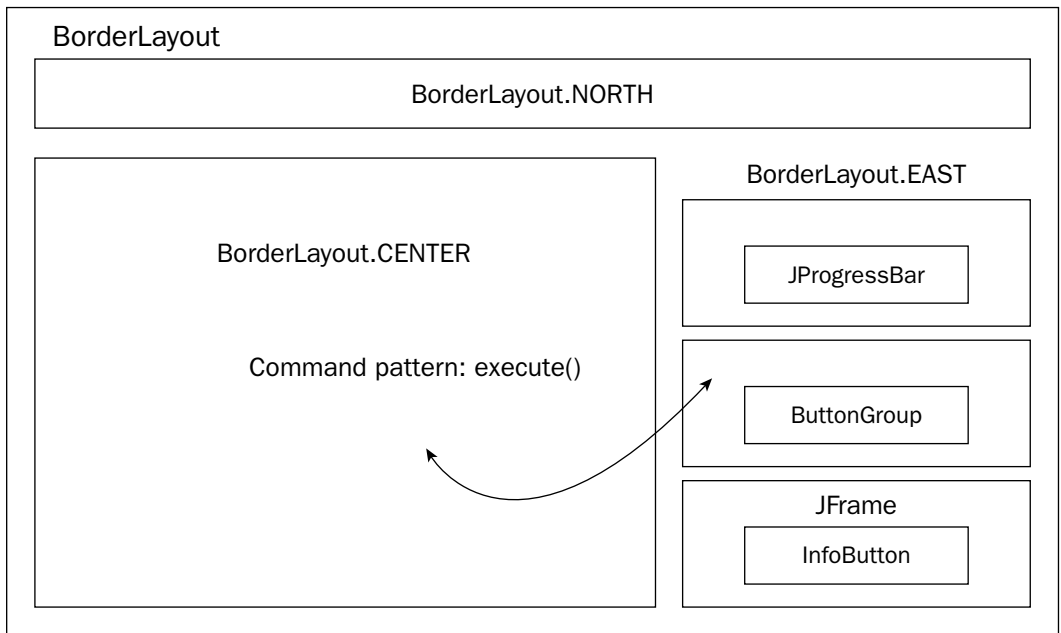 BorderLayout
BorderLayout.NORTH
BorderLayout.CENTER
Command pattern: execute()
BorderLayout.EAST
JProgressBar
ButtonGroup
JFrame
InfoButton